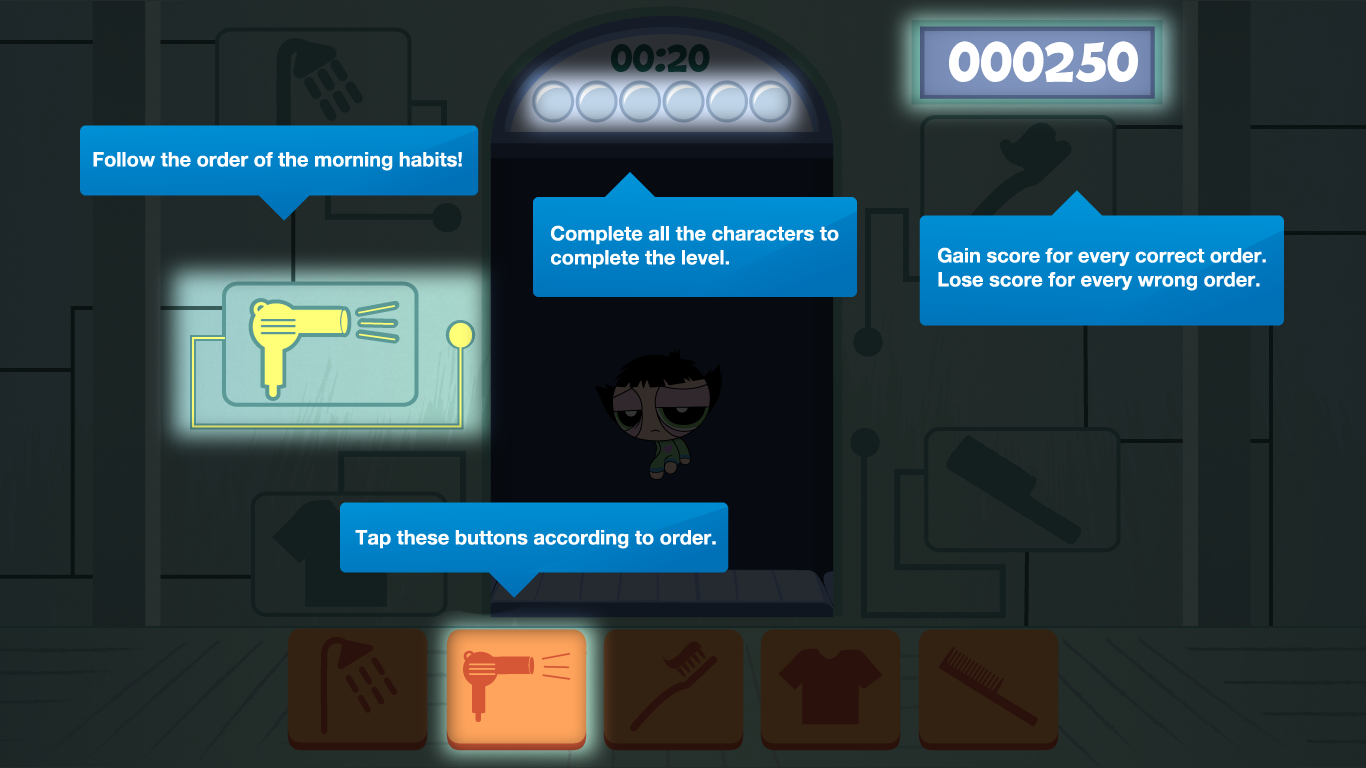 00:20
000250
Follow the order of the morning habits!
Complete all the characters to
complete the level.
Gain score for every correct order.
Lose score for every wrong order.
Tap these buttons according to order.